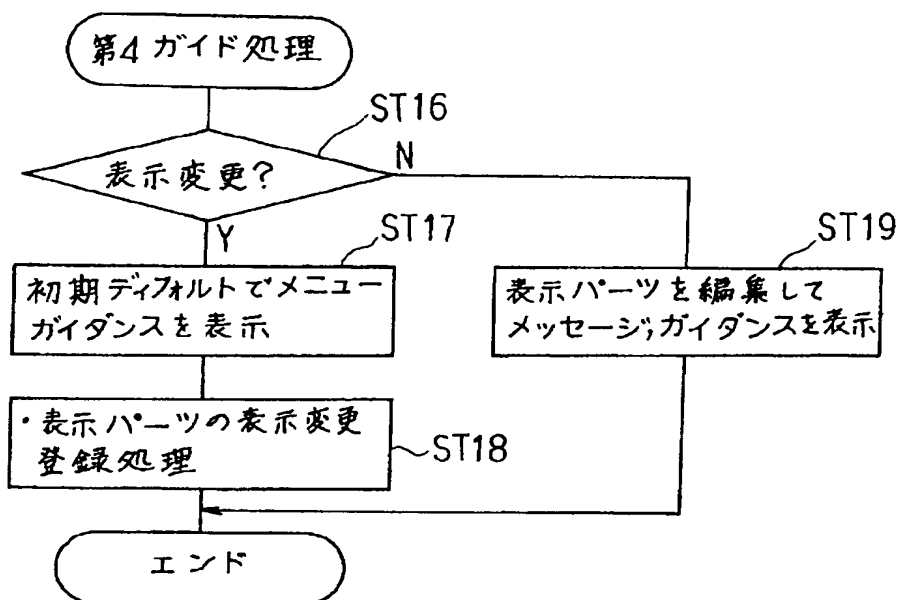 第4 ガイド処理
ST16
表示変更?
N
Y
ST17
初期ディフォルトでメニュー
ガイダンスを表示
ST19
表示パーツを編集して
メッセージ,ガイダンスを表示
・表示パーツの表示変更
登録処理
ST18
エンド